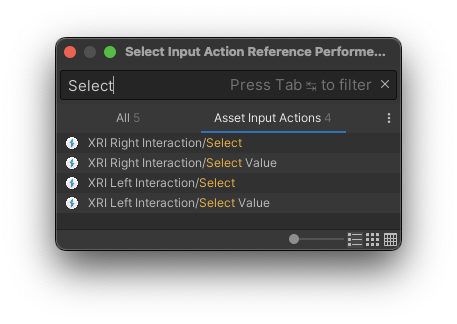 Select Input Action Reference Performe...
Select Press Tab ↹ to filter ×
All 5 Asset Input Actions 4
XRI Right Interaction/Select
XRI Right Interaction/Select Value
XRI Left Interaction/Select
XRI Left Interaction/Select Value